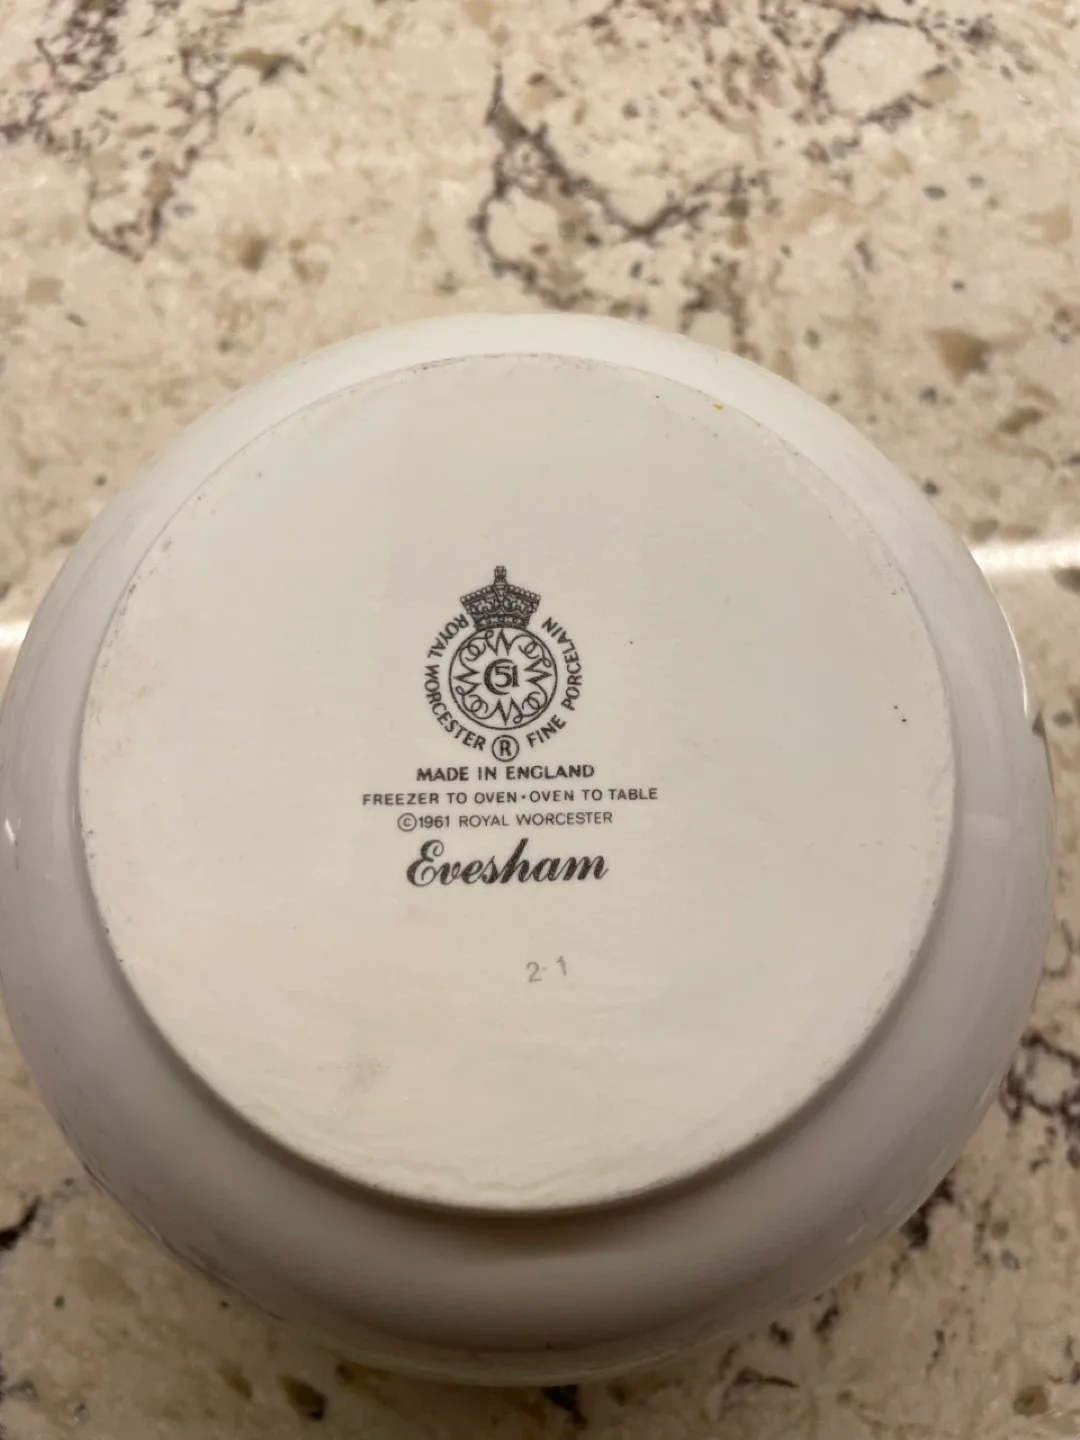 ROYAL WORCESTER ® FINE PORCELAIN
51
MADE IN ENGLAND
FREEZER TO OVEN·OVEN TO TABLE
©1961 ROYAL WORCESTER
Evesham
2·1